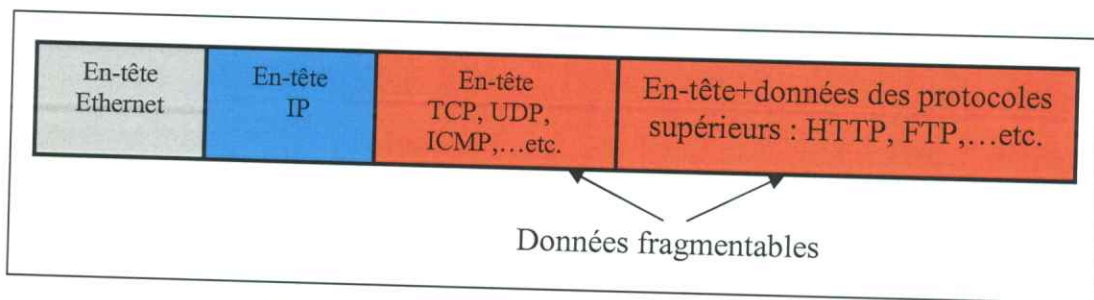 En-tête
Ethernet
En-tête
IP
En-tête
TCP, UDP,
ICMP,…etc.
En-tête+données des protocoles
supérieurs : HTTP, FTP,…etc.
Données fragmentables